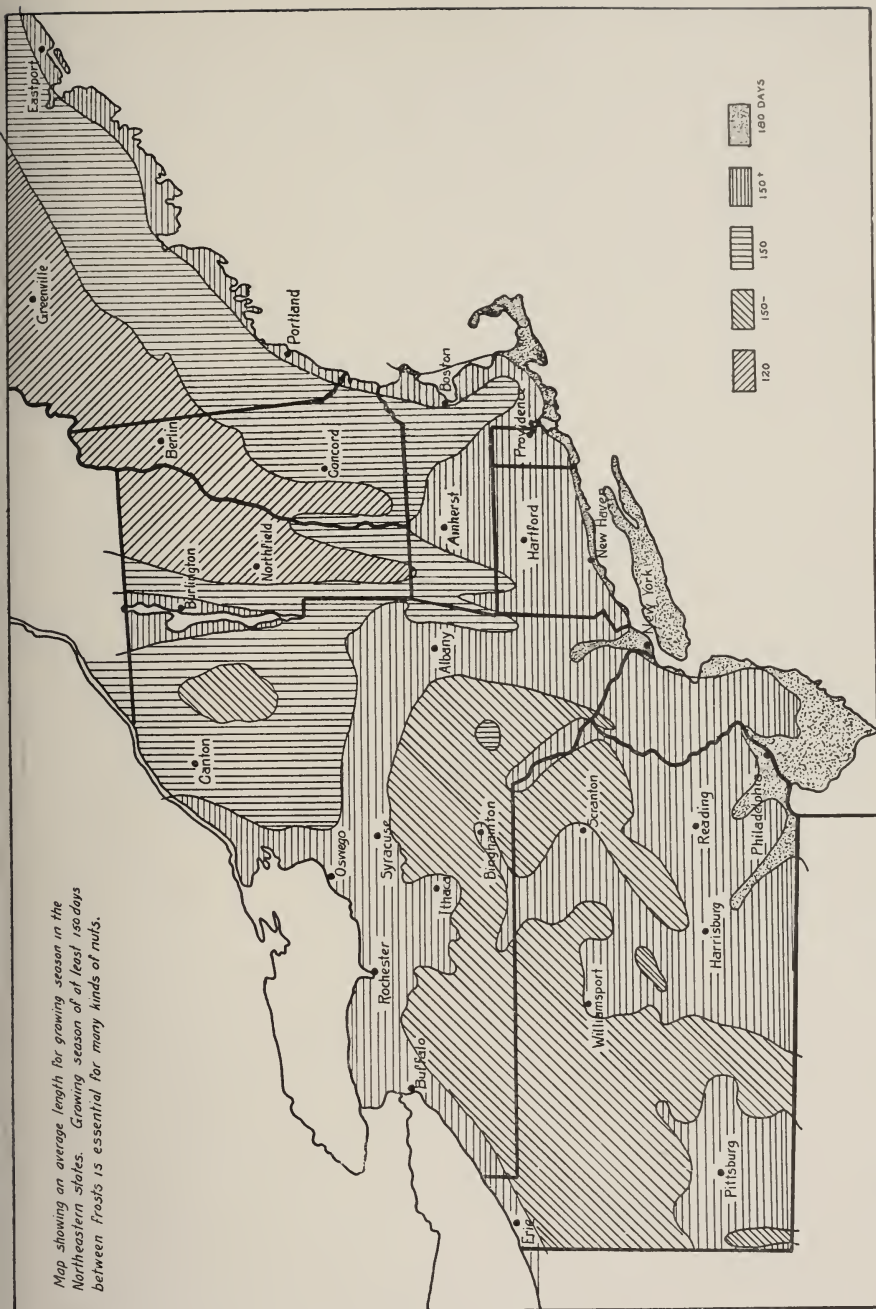 Map showing an average length for growing season in the
Northeastern states. Growing season of at least 150 days
between frosts is essential for many kinds of nuts.
Eastport
Greenville
Portland
Berlin
Concord
Boston
Burlington
Northfield
Amherst
Providence
Hartford
New Haven
Canton
Albany
New York
Oswego
Syracuse
Rochester
Ithaca
Binghamton
Scranton
Buffalo
Reading
Philadelphia
Williamsport
Harrisburg
Erie
Pittsburg
120
150-
150
150+
180 DAYS